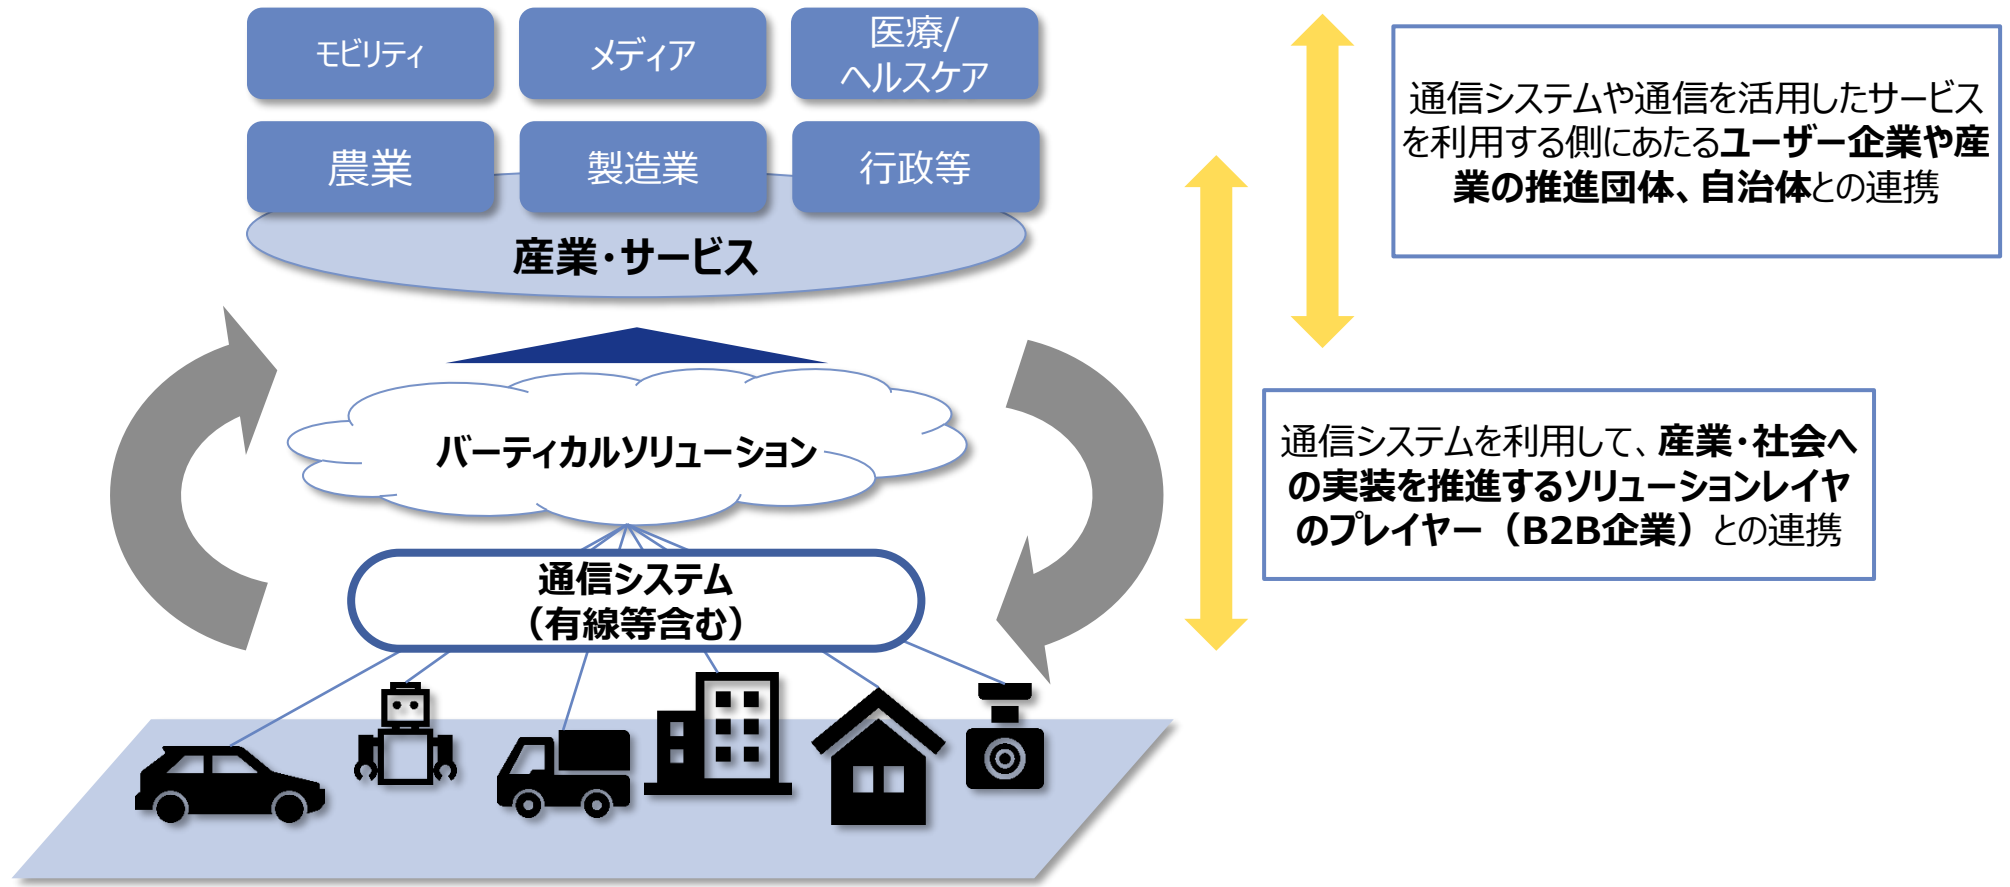 モビリティ
メディア
医療/
ヘルスケア
農業
製造業
行政等
産業・サービス
バーティカルソリューション
通信システム
（有線等含む）
通信システムや通信を活用したサービス
を利用する側にあたるユーザー企業や産
業の推進団体、自治体との連携
通信システムを利用して、産業・社会へ
の実装を推進するソリューションレイヤ
のプレイヤー（B2B企業）との連携